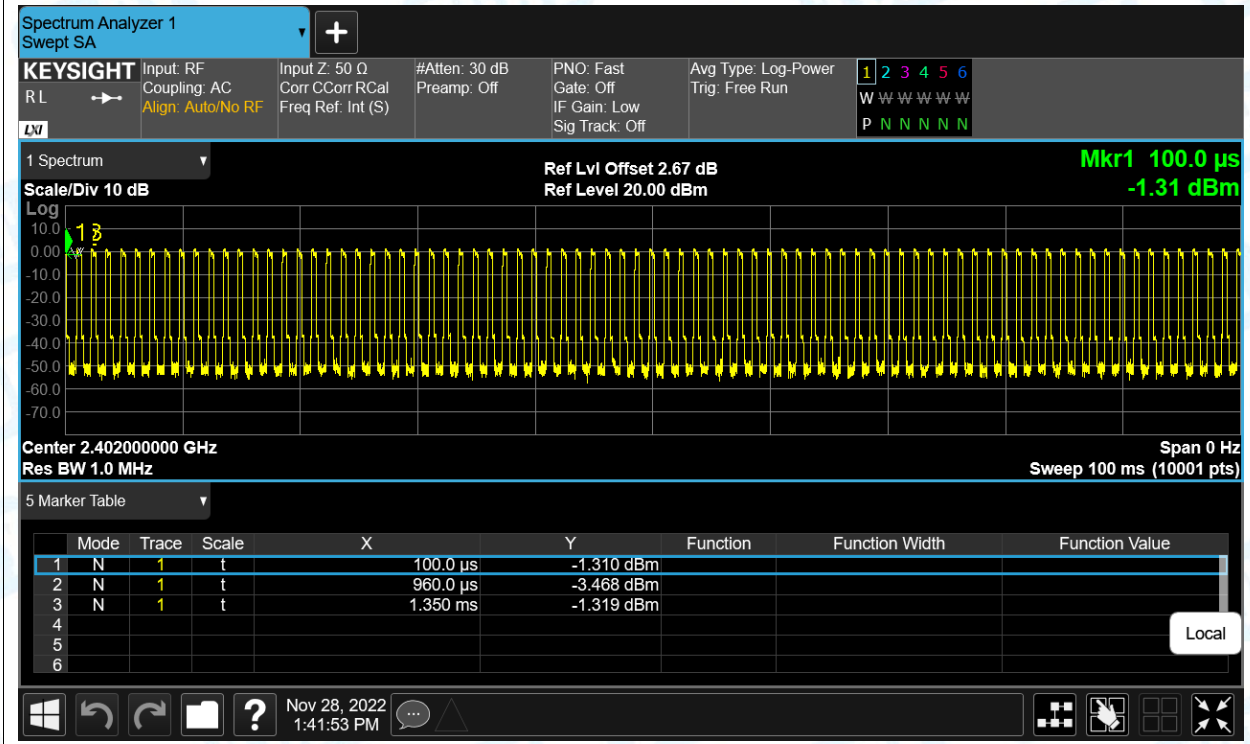 Spectrum Analyzer 1
Swept SA
KEYSIGHT
RL
LXI
Input: RF
Coupling: AC
Align: Auto/No RF
Input Z: 50 Ω
Corr CCorr RCal
Freq Ref: Int (S)
#Atten: 30 dB
Preamp: Off
PNO: Fast
Gate: Off
IF Gain: Low
Sig Track: Off
Avg Type: Log-Power
Trig: Free Run
1 2 3 4 5 6
W W W W W W
P N N N N N
1 Spectrum
Scale/Div 10 dB
Ref Lvl Offset 2.67 dB
Ref Level 20.00 dBm
Mkr1 100.0 µs
-1.31 dBm
Log
10.0
0.00
-10.0
-20.0
-30.0
-40.0
-50.0
-60.0
-70.0
1
3
Center 2.402000000 GHz
Res BW 1.0 MHz
Span 0 Hz
Sweep 100 ms (10001 pts)
5 Marker Table
Mode Trace Scale X Y Function Function Width Function Value
1 N 1 t 100.0 µs -1.310 dBm
2 N 1 t 960.0 µs -3.468 dBm
3 N 1 t 1.350 ms -1.319 dBm
4
5
6
Local
?
Nov 28, 2022
1:41:53 PM